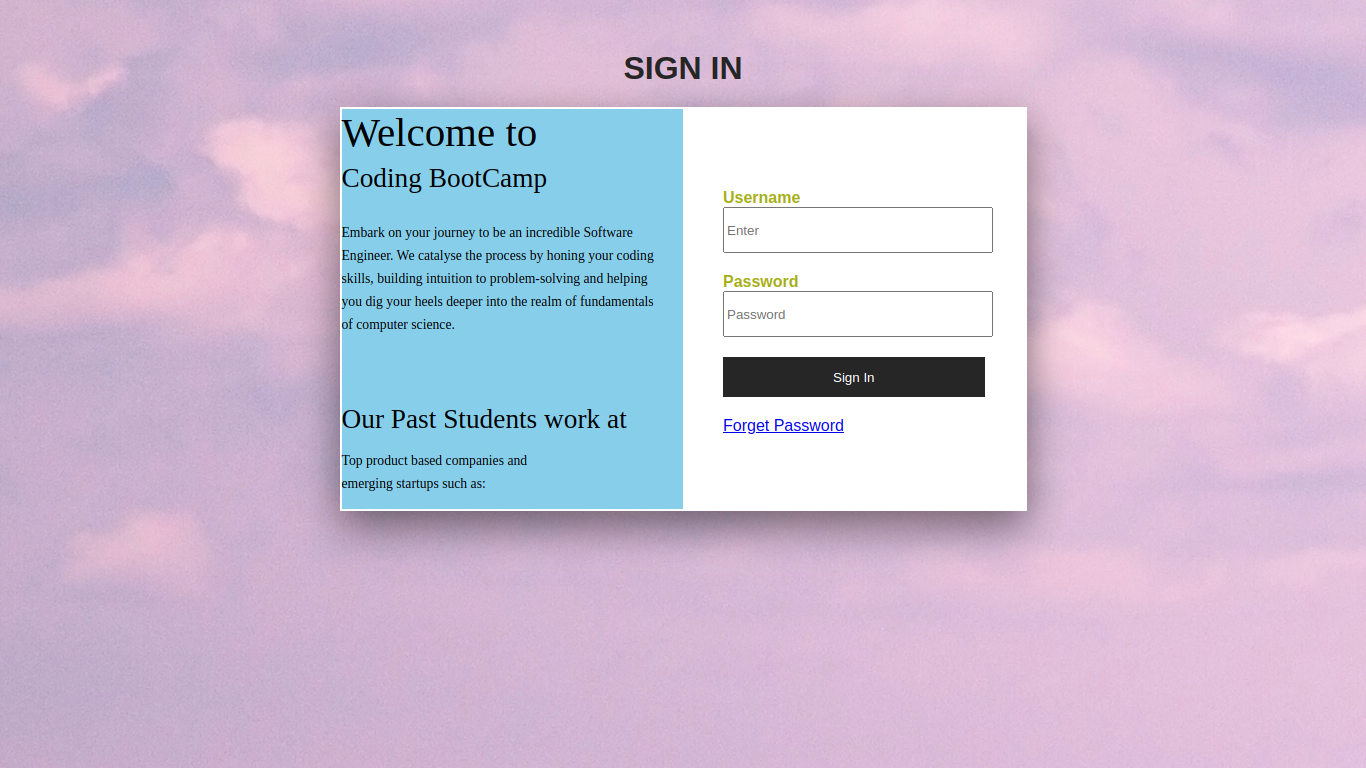 SIGN IN
Welcome to
Coding BootCamp
Embark on your journey to be an incredible Software
Engineer. We catalyse the process by honing your coding
skills, building intuition to problem-solving and helping
you dig your heels deeper into the realm of fundamentals
of computer science.
Our Past Students work at
Top product based companies and
emerging startups such as:
Username
Enter
Password
Password
Sign In
Forget Password